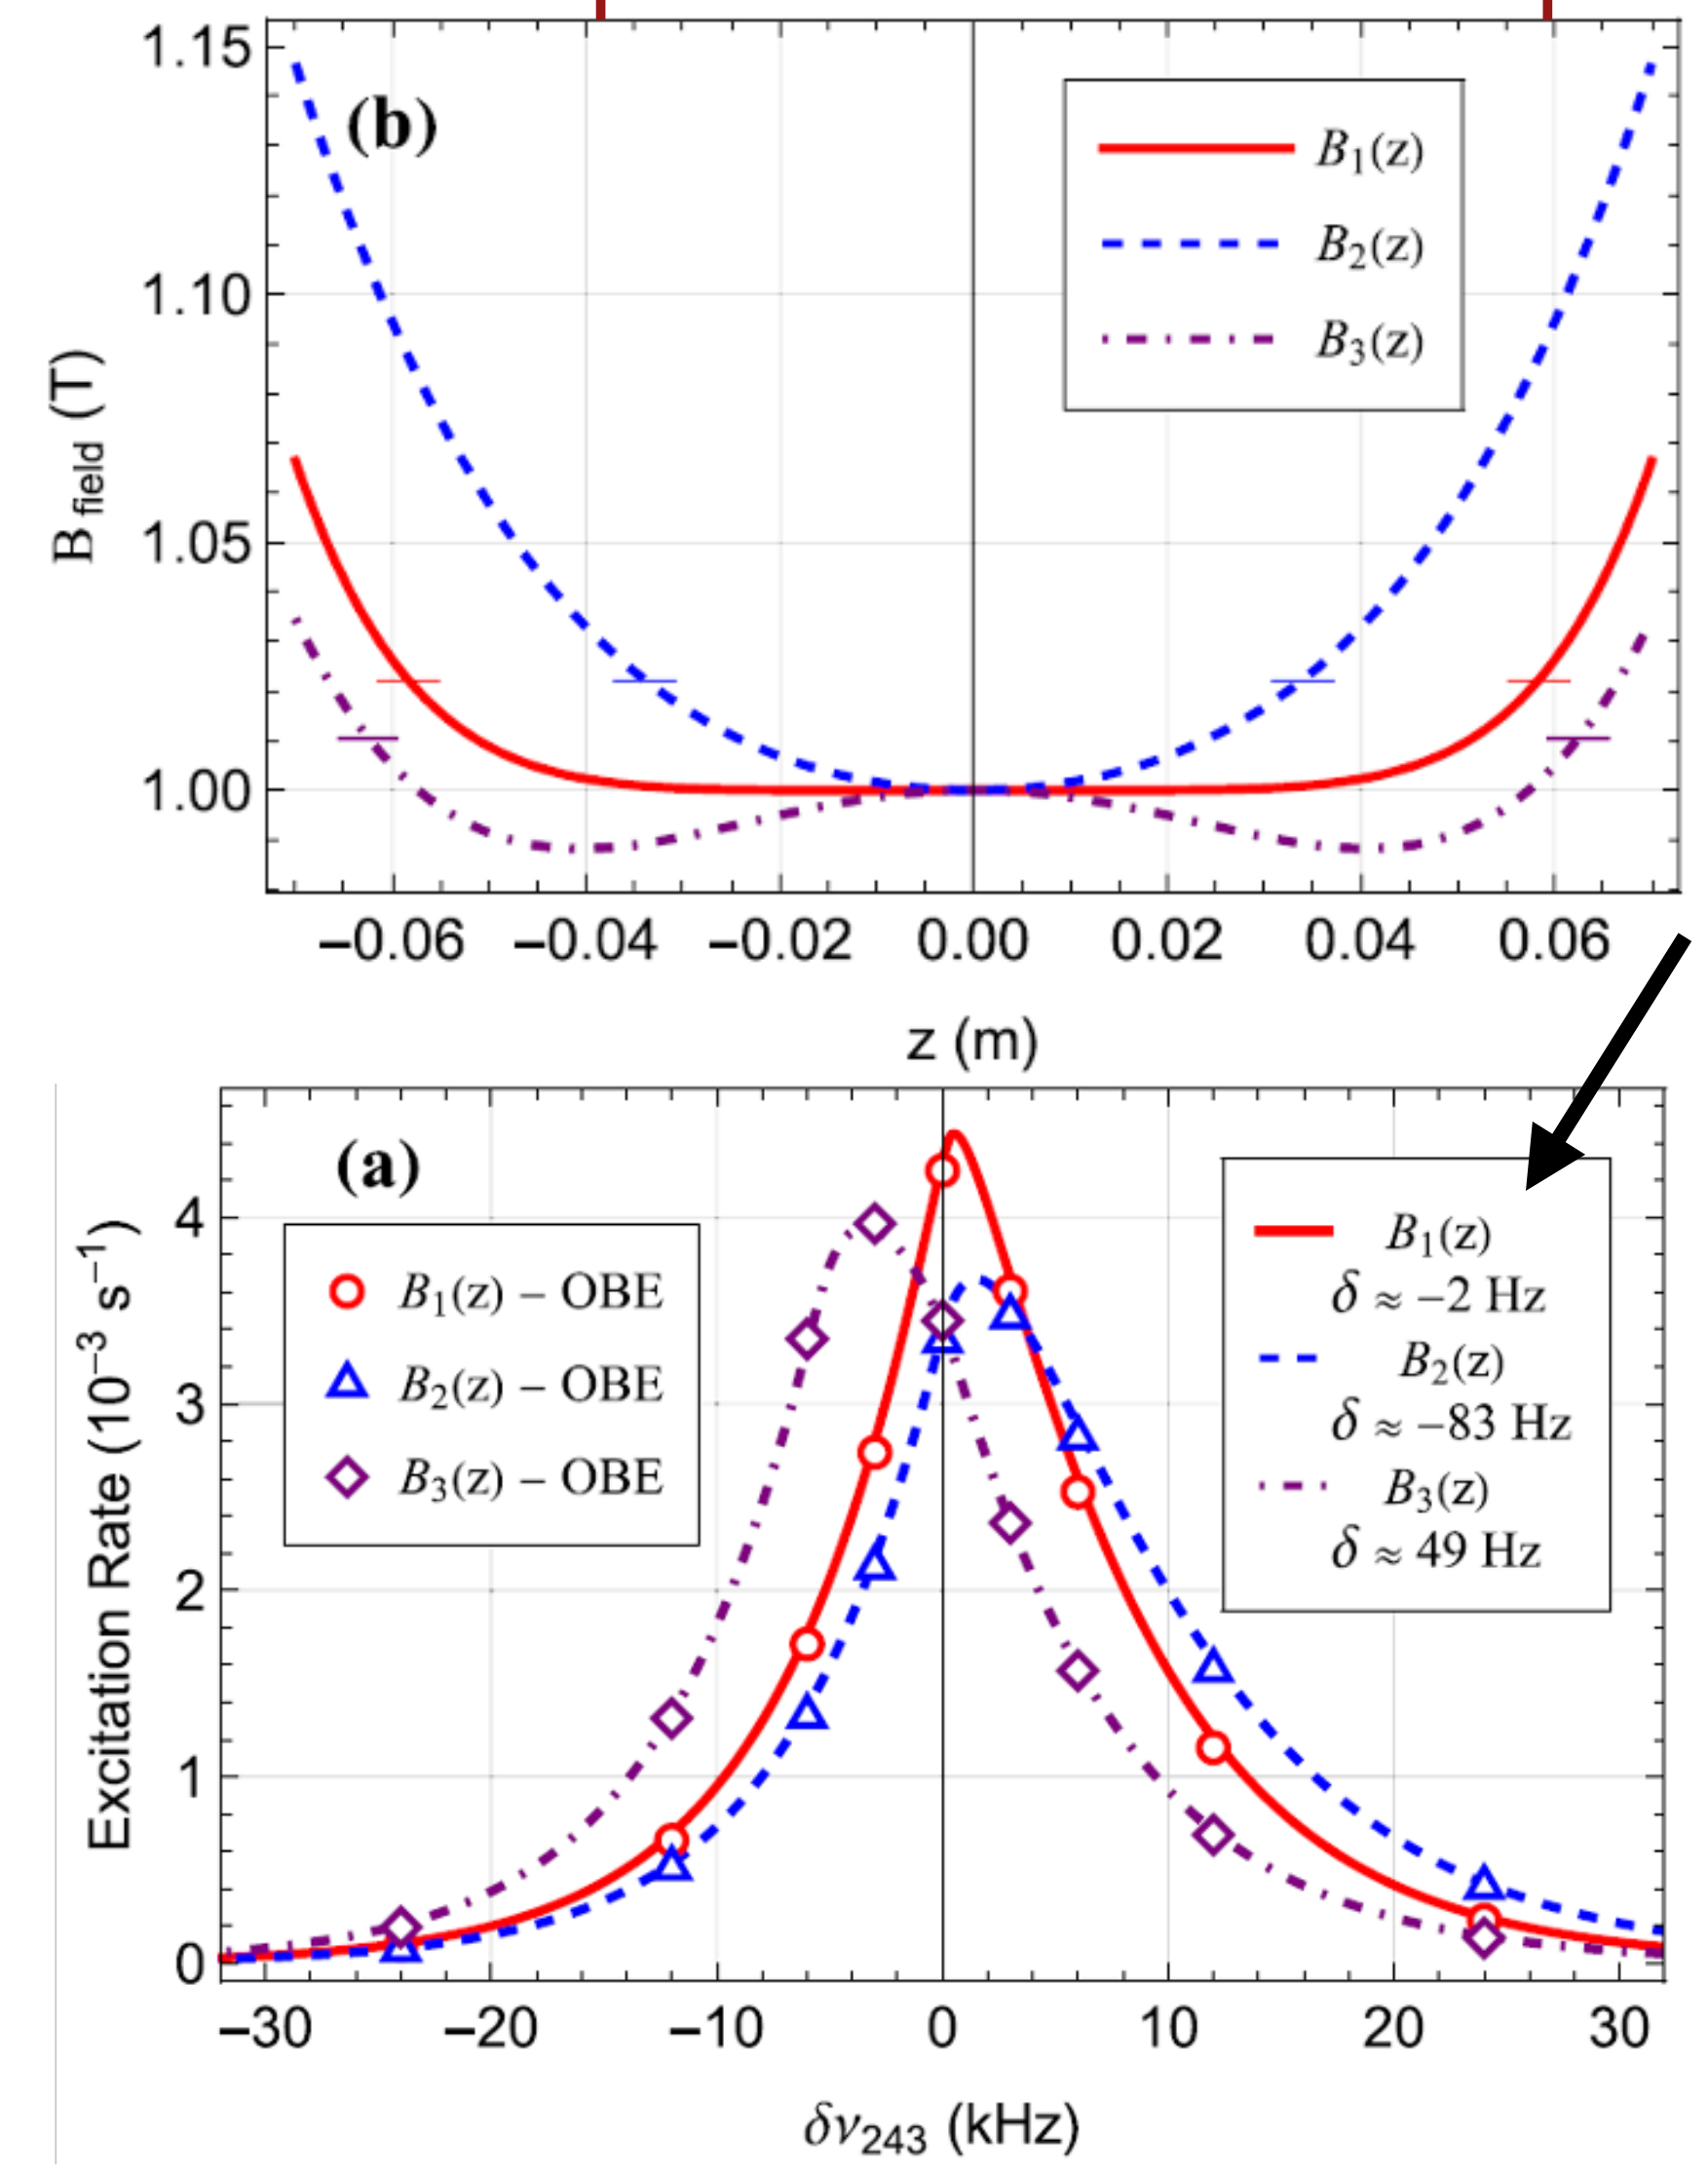 1.15
1.10
1.05
1.00
B field (T)
(b)
B1(z)
B2(z)
B3(z)
−0.06 −0.04 −0.02 0.00 0.02 0.04 0.06
z (m)
(a)
Excitation Rate (10−3 s−1)
4
3
2
1
0
B1(z) − OBE
B2(z) − OBE
B3(z) − OBE
B1(z)
δ ≈ −2 Hz
B2(z)
δ ≈ −83 Hz
B3(z)
δ ≈ 49 Hz
−30 −20 −10 0 10 20 30
δν243 (kHz)